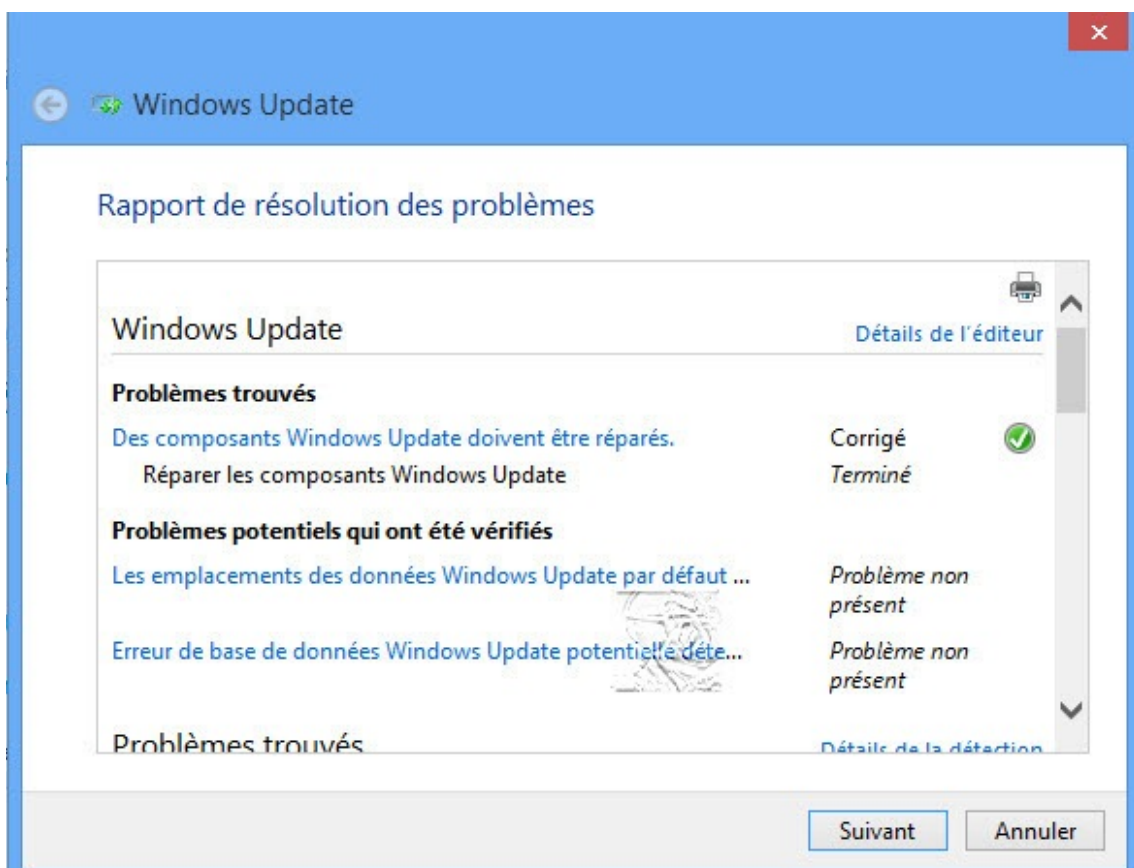 Windows Update
Rapport de résolution des problèmes
Windows Update
Détails de l'éditeur
Problèmes trouvés
Des composants Windows Update doivent être réparés. Corrigé
Réparer les composants Windows Update Terminé
Problèmes potentiels qui ont été vérifiés
Les emplacements des données Windows Update par défaut ... Problème non
présent
Erreur de base de données Windows Update potentielle déte... Problème non
présent
Problèmes trouvés
Détails de la détection
Suivant
Annuler